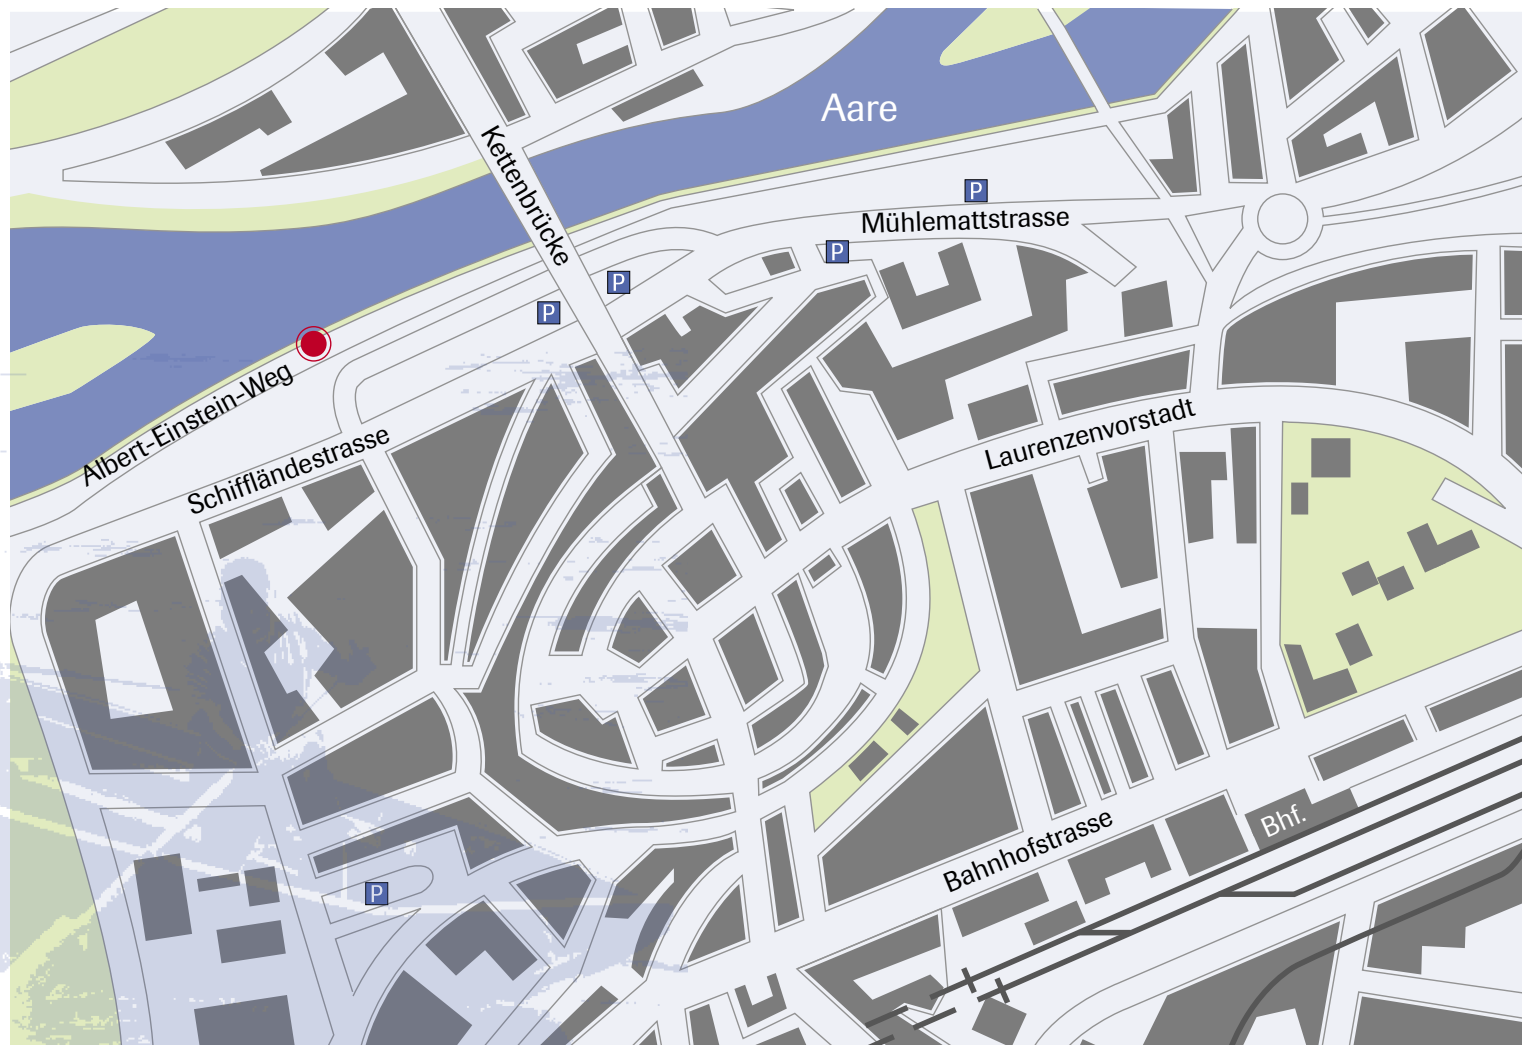 Aare
Kettenbrücke
P
Mühlemattstrasse
P
P
P
Albert-Einstein-Weg
Schiffländestrasse
Laurenzenvorstadt
Bahnhofstrasse
Bhf.
P